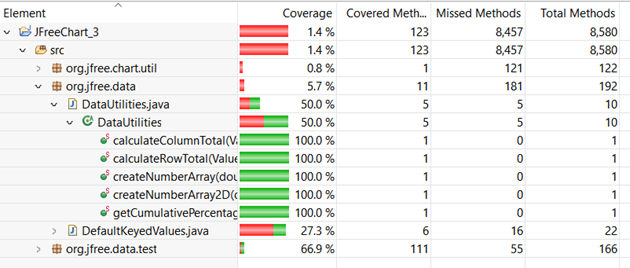 Element Coverage Covered Meth... Missed Methods Total Methods
JFreeChart_3 1.4 % 123 8,457 8,580
src 1.4 % 123 8,457 8,580
org.jfree.chart.util 0.8 % 1 121 122
org.jfree.data 5.7 % 11 181 192
DataUtilities.java 50.0 % 5 5 10
DataUtilities 50.0 % 5 5 10
calculateColumnTotal(Va 100.0 % 1 0 1
calculateRowTotal(Value 100.0 % 1 0 1
createNumberArray(dou 100.0 % 1 0 1
createNumberArray2D(c 100.0 % 1 0 1
getCumulativePercentag 100.0 % 1 0 1
DefaultKeyedValues.java 27.3 % 6 16 22
org.jfree.data.test 66.9 % 111 55 166